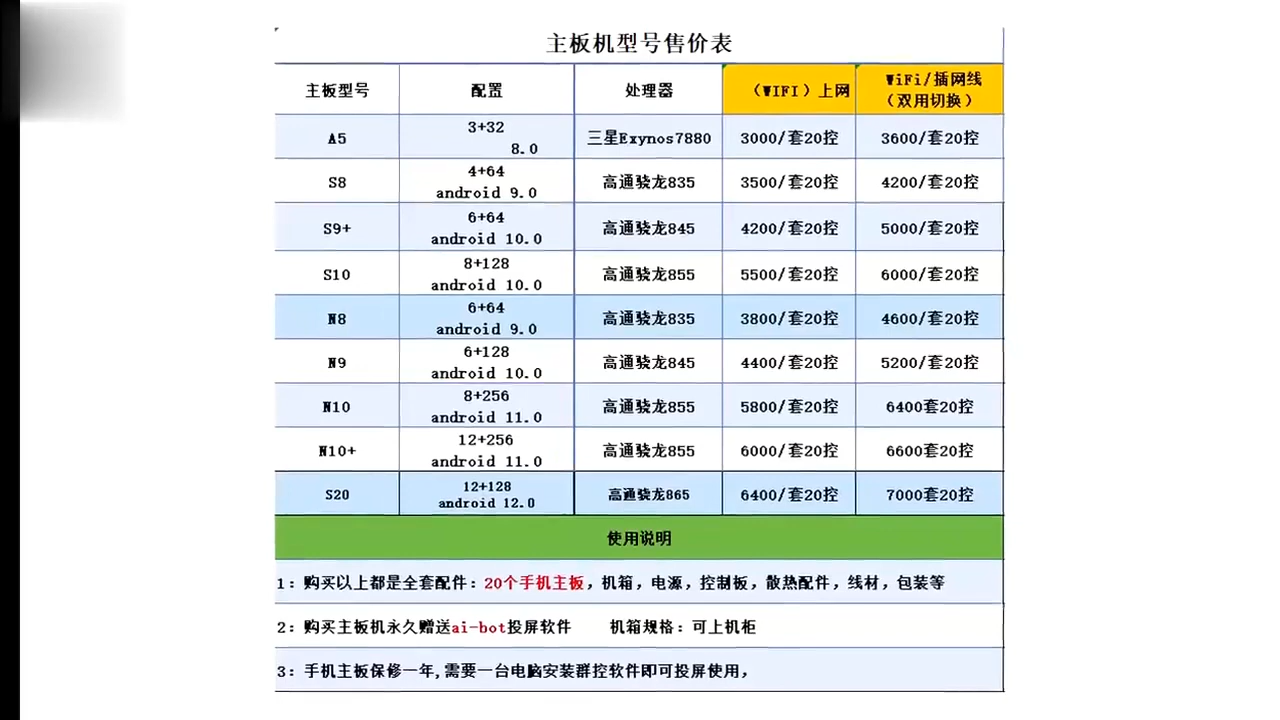 主板机型号售价表
主板型号 配置 处理器 （WIFI）上网 WiFi/插网线
（双用切换）
A5 3+32
8.0 三星Exynos7880 3000/套20控 3600/套20控
S8 4+64
android 9.0 高通骁龙835 3500/套20控 4200/套20控
S9+ 6+64
android 10.0 高通骁龙845 4200/套20控 5000/套20控
S10 8+128
android 10.0 高通骁龙855 5500/套20控 6000/套20控
N8 6+64
android 9.0 高通骁龙835 3800/套20控 4600/套20控
N9 6+128
android 10.0 高通骁龙845 4400/套20控 5200/套20控
N10 8+256
android 11.0 高通骁龙855 5800/套20控 6400套20控
N10+ 12+256
android 11.0 高通骁龙855 6000/套20控 6600套20控
S20 12+128
android 12.0 高通骁龙865 6400/套20控 7000套20控
使用说明
1：购买以上都是全套配件：20个手机主板，机箱，电源，控制板，散热配件，线材，包装等
2：购买主板机永久赠送ai-bot投屏软件 机箱规格：可上机柜
3：手机主板保修一年,需要一台电脑安装群控软件即可投屏使用，